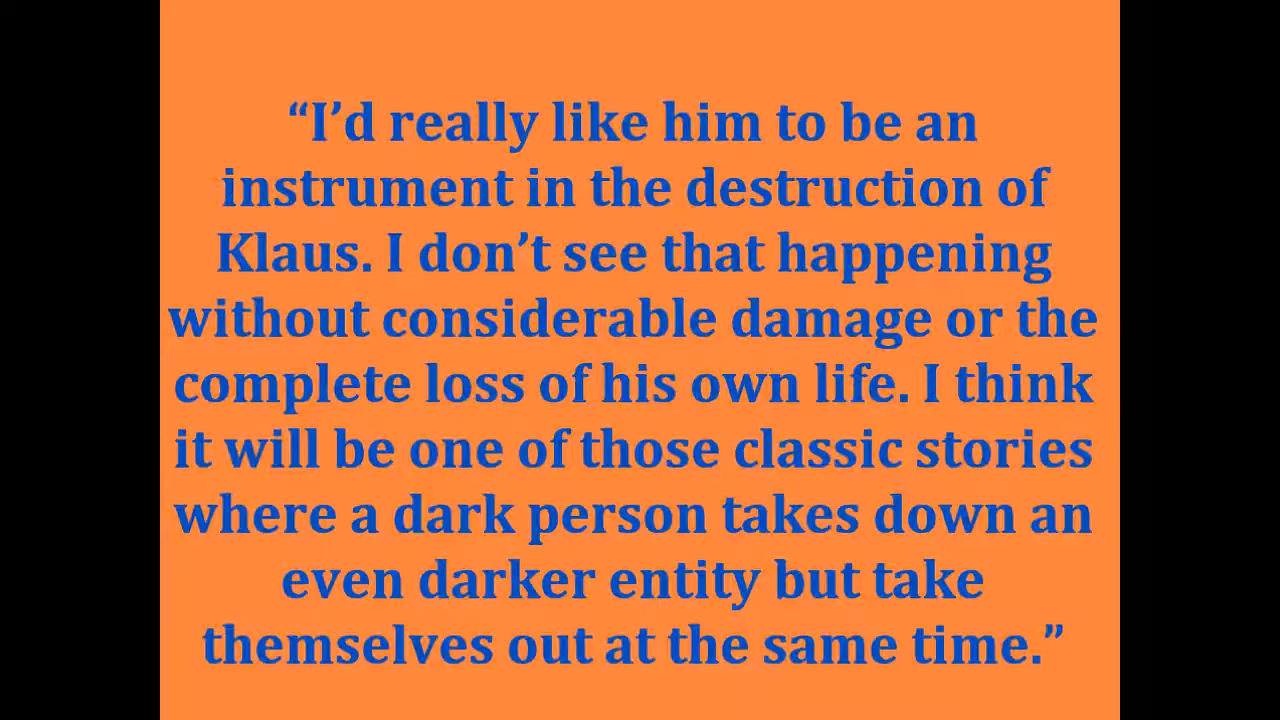 “I’d really like him to be an
instrument in the destruction of
Klaus. I don’t see that happening
without considerable damage or the
complete loss of his own life. I think
it will be one of those classic stories
where a dark person takes down an
even darker entity but take
themselves out at the same time.”